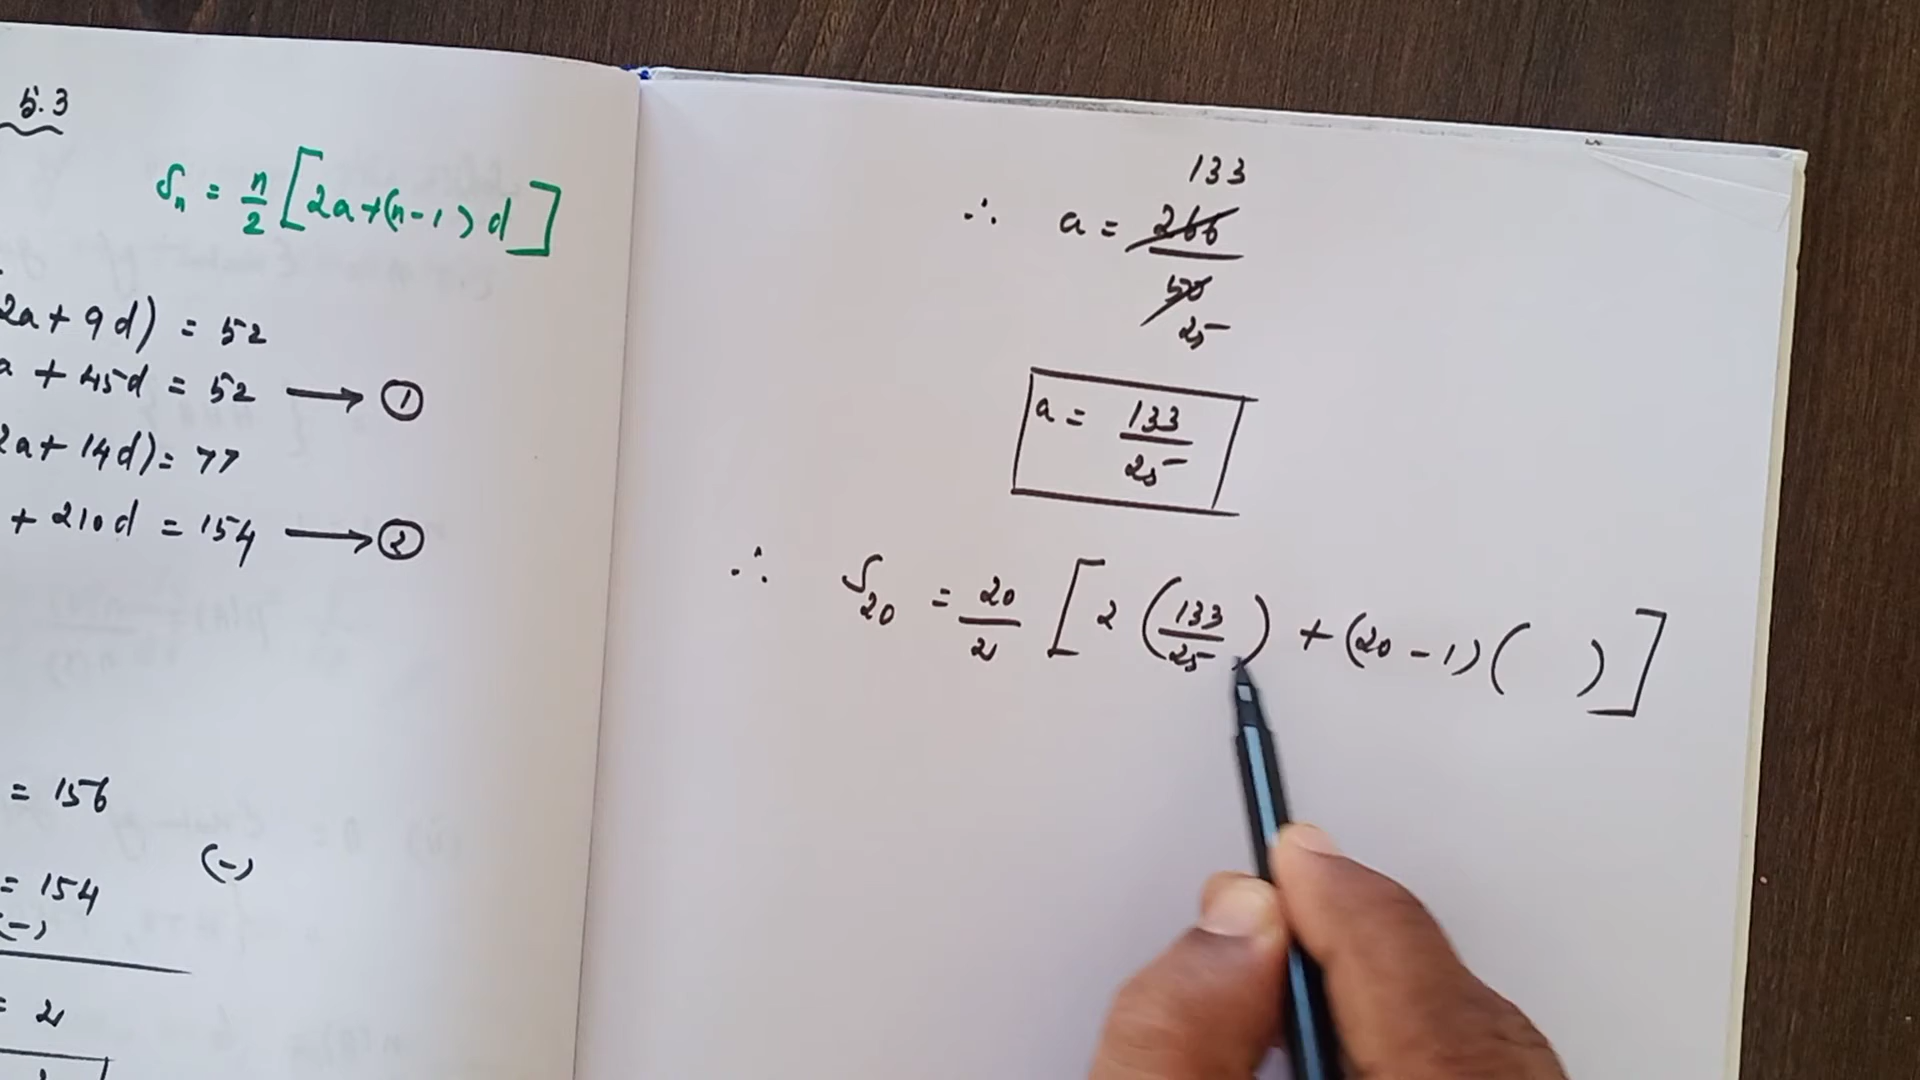 5.3
Sn = n/2 [2a+(n-1)d]
2a + 9d) = 52
a + 45d = 52 → ①
2a + 14d) = 77
+ 210d = 154 → ②
= 156
(-)
= 154
(-)
= 2
133
∴ a = 266/50
25
a = 133/25
∴ S20 = 20/2 [2 (133/25) + (20-1)( )]